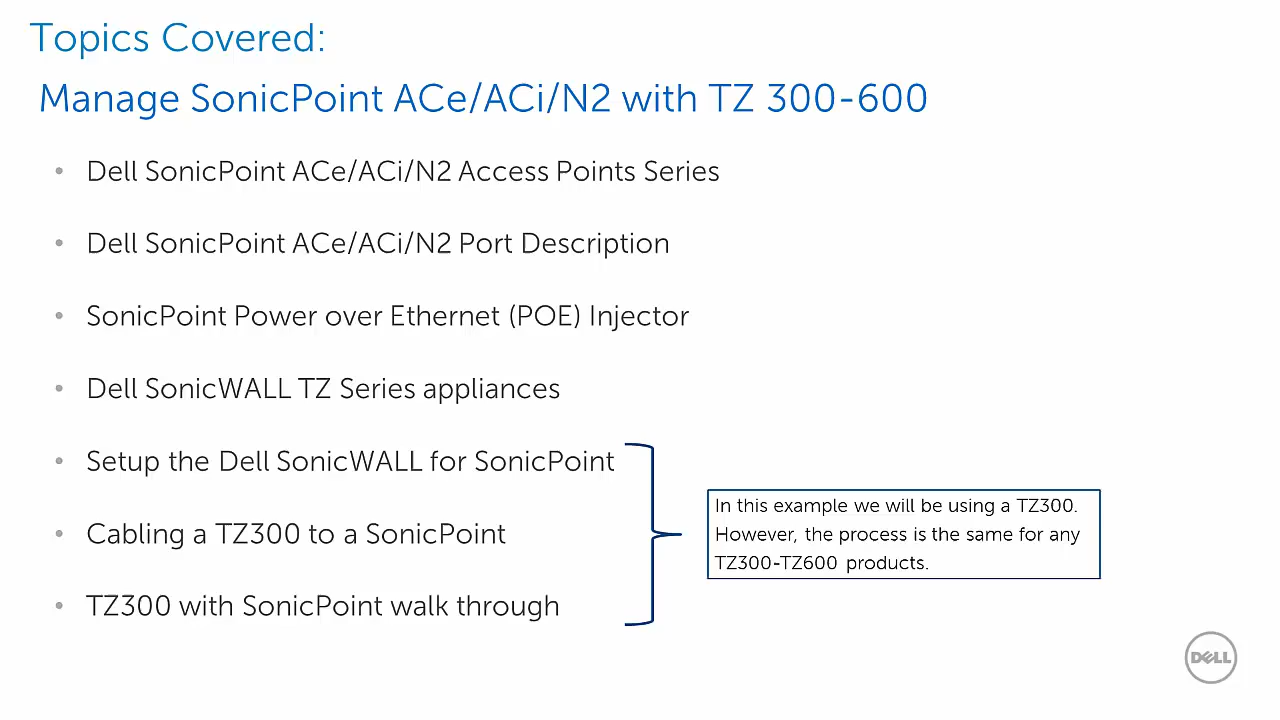 Topics Covered:
Manage SonicPoint ACe/ACi/N2 with TZ 300-600
• Dell SonicPoint ACe/ACi/N2 Access Points Series
• Dell SonicPoint ACe/ACi/N2 Port Description
• SonicPoint Power over Ethernet (POE) Injector
• Dell SonicWALL TZ Series appliances
• Setup the Dell SonicWALL for SonicPoint
• Cabling a TZ300 to a SonicPoint
• TZ300 with SonicPoint walk through
In this example we will be using a TZ300.
However, the process is the same for any
TZ300-TZ600 products.
DELL